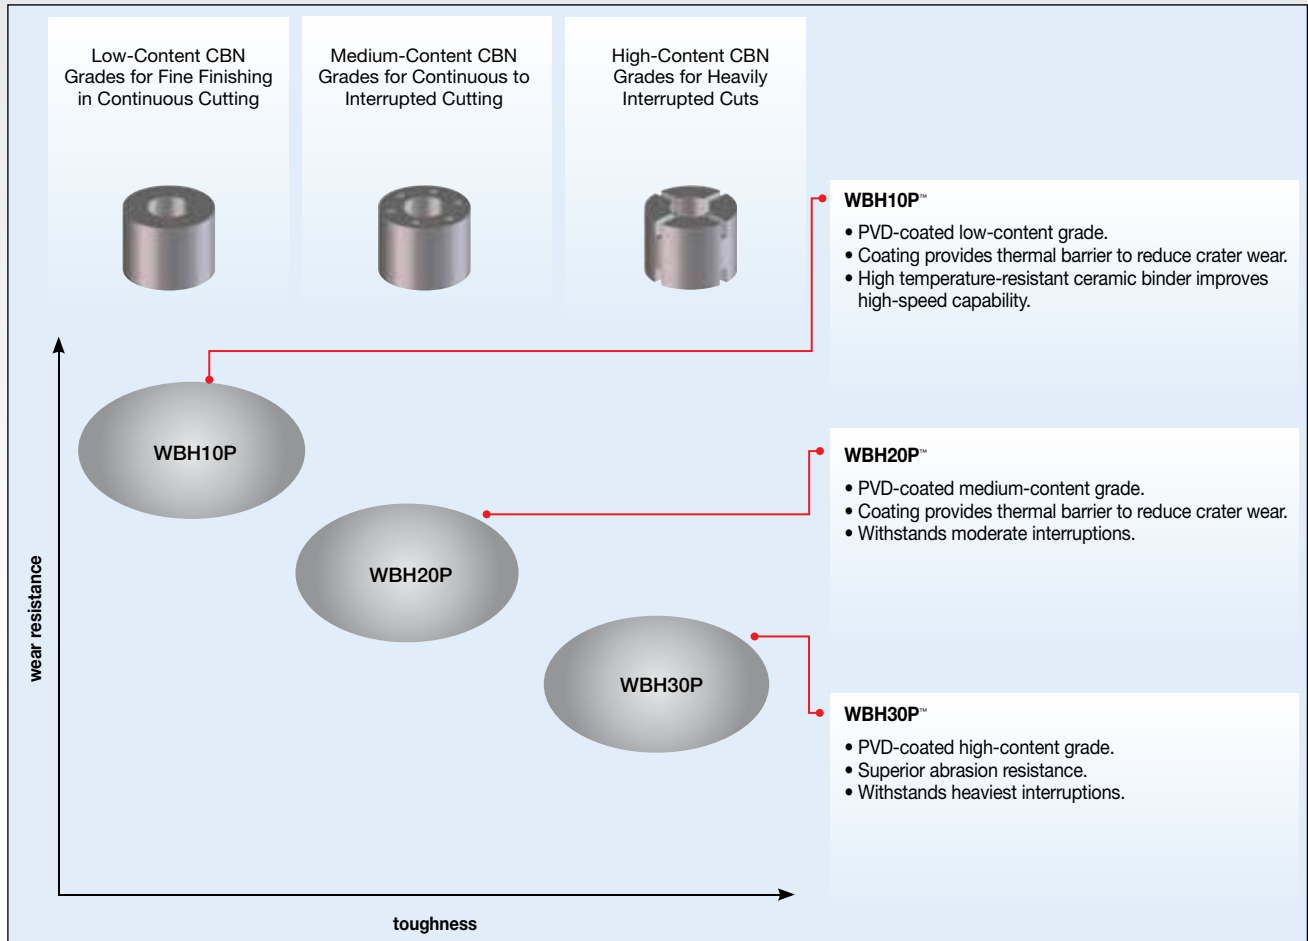 Low-Content CBN
Grades for Fine Finishing
in Continuous Cutting
Medium-Content CBN
Grades for Continuous to
Interrupted Cutting
High-Content CBN
Grades for Heavily
Interrupted Cuts
WBH10P™
• PVD-coated low-content grade.
• Coating provides thermal barrier to reduce crater wear.
• High temperature-resistant ceramic binder improves
high-speed capability.
WBH10P
WBH20P™
• PVD-coated medium-content grade.
• Coating provides thermal barrier to reduce crater wear.
• Withstands moderate interruptions.
WBH20P
WBH30P
WBH30P™
• PVD-coated high-content grade.
• Superior abrasion resistance.
• Withstands heaviest interruptions.
wear resistance
toughness